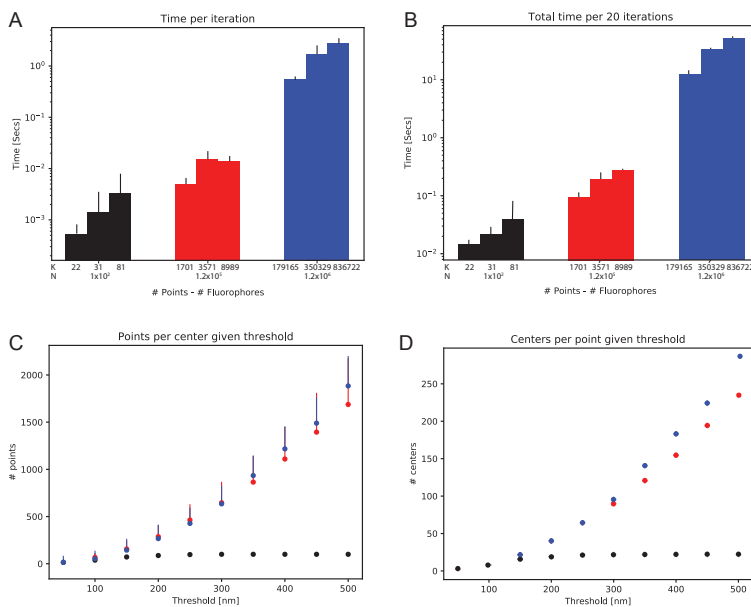 A
Time per iteration
10⁰
10⁻¹
10⁻²
10⁻³
Time [Secs]
K 22 31 81 1701 3571 8989 179165 350329 836722
N 1x10² 1.2x10⁵ 1.2x10⁶
# Points - # Fluorophores
B
Total time per 20 iterations
10¹
10⁰
10⁻¹
10⁻²
Time [Secs]
K 22 31 81 1701 3571 8989 179165 350329 836722
N 1x10² 1.2x10⁵ 1.2x10⁶
# Points - # Fluorophores
C
Points per center given threshold
2000
1500
1000
500
0
# points
100 200 300 400 500
Threshold [nm]
D
Centers per point given threshold
250
200
150
100
50
0
# centers
100 200 300 400 500
Threshold [nm]